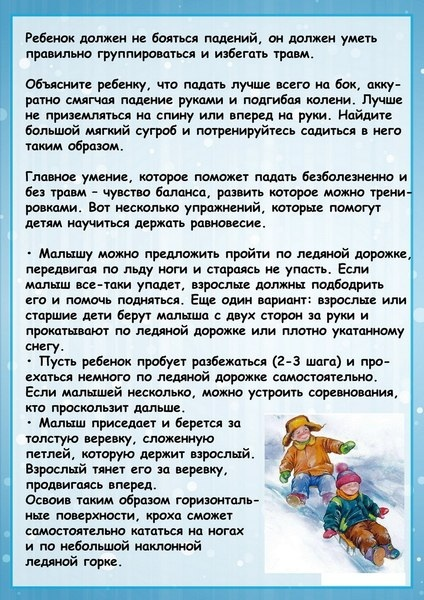 Ребенок должен не бояться падений, он должен уметь
правильно группироваться и избегать травм.
Объясните ребенку, что падать лучше всего на бок, акку-
ратно смягчая падение руками и подгибая колени. Лучше
не приземляться на спину или вперед на руки. Найдите
большой мягкий сугроб и потренируйтесь садиться в него
таким образом.
Главное умение, которое поможет падать безболезненно и
без травм – чувство баланса, развить которое можно трени-
ровками. Вот несколько упражнений, которые помогут
детям научиться держать равновесие.
• Малышу можно предложить пройти по ледяной дорожке,
передвигая по льду ноги и стараясь не упасть. Если
малыш все-таки упадет, взрослые должны подбодрить
его и помочь подняться. Еще один вариант: взрослые или
старшие дети берут малыша с двух сторон за руки и
прокатывают по ледяной дорожке или плотно укатанному
снегу.
• Пусть ребенок пробует разбежаться (2-3 шага) и про-
ехаться немного по ледяной дорожке самостоятельно.
Если малышей несколько, можно устроить соревнования,
кто проскользит дальше.
• Малыш приседает и берется за
толстую веревку, сложенную
петлей, которую держит взрослый.
Взрослый тянет его за веревку,
продвигаясь вперед.
Освоив таким образом горизонталь-
ные поверхности, кроха сможет
самостоятельно кататься на ногах
и по небольшой наклонной
ледяной горке.